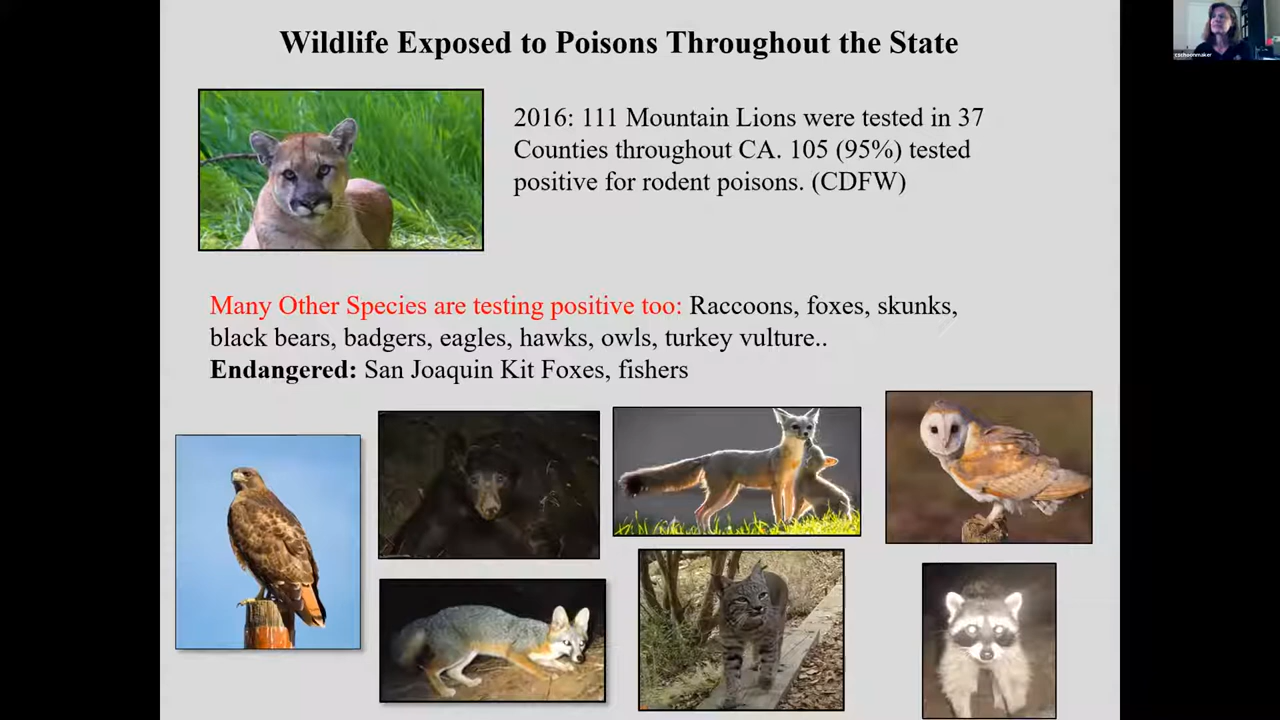 Wildlife Exposed to Poisons Throughout the State
cschoonmaker
2016: 111 Mountain Lions were tested in 37
Counties throughout CA. 105 (95%) tested
positive for rodent poisons. (CDFW)
Many Other Species are testing positive too: Raccoons, foxes, skunks,
black bears, badgers, eagles, hawks, owls, turkey vulture..
Endangered: San Joaquin Kit Foxes, fishers